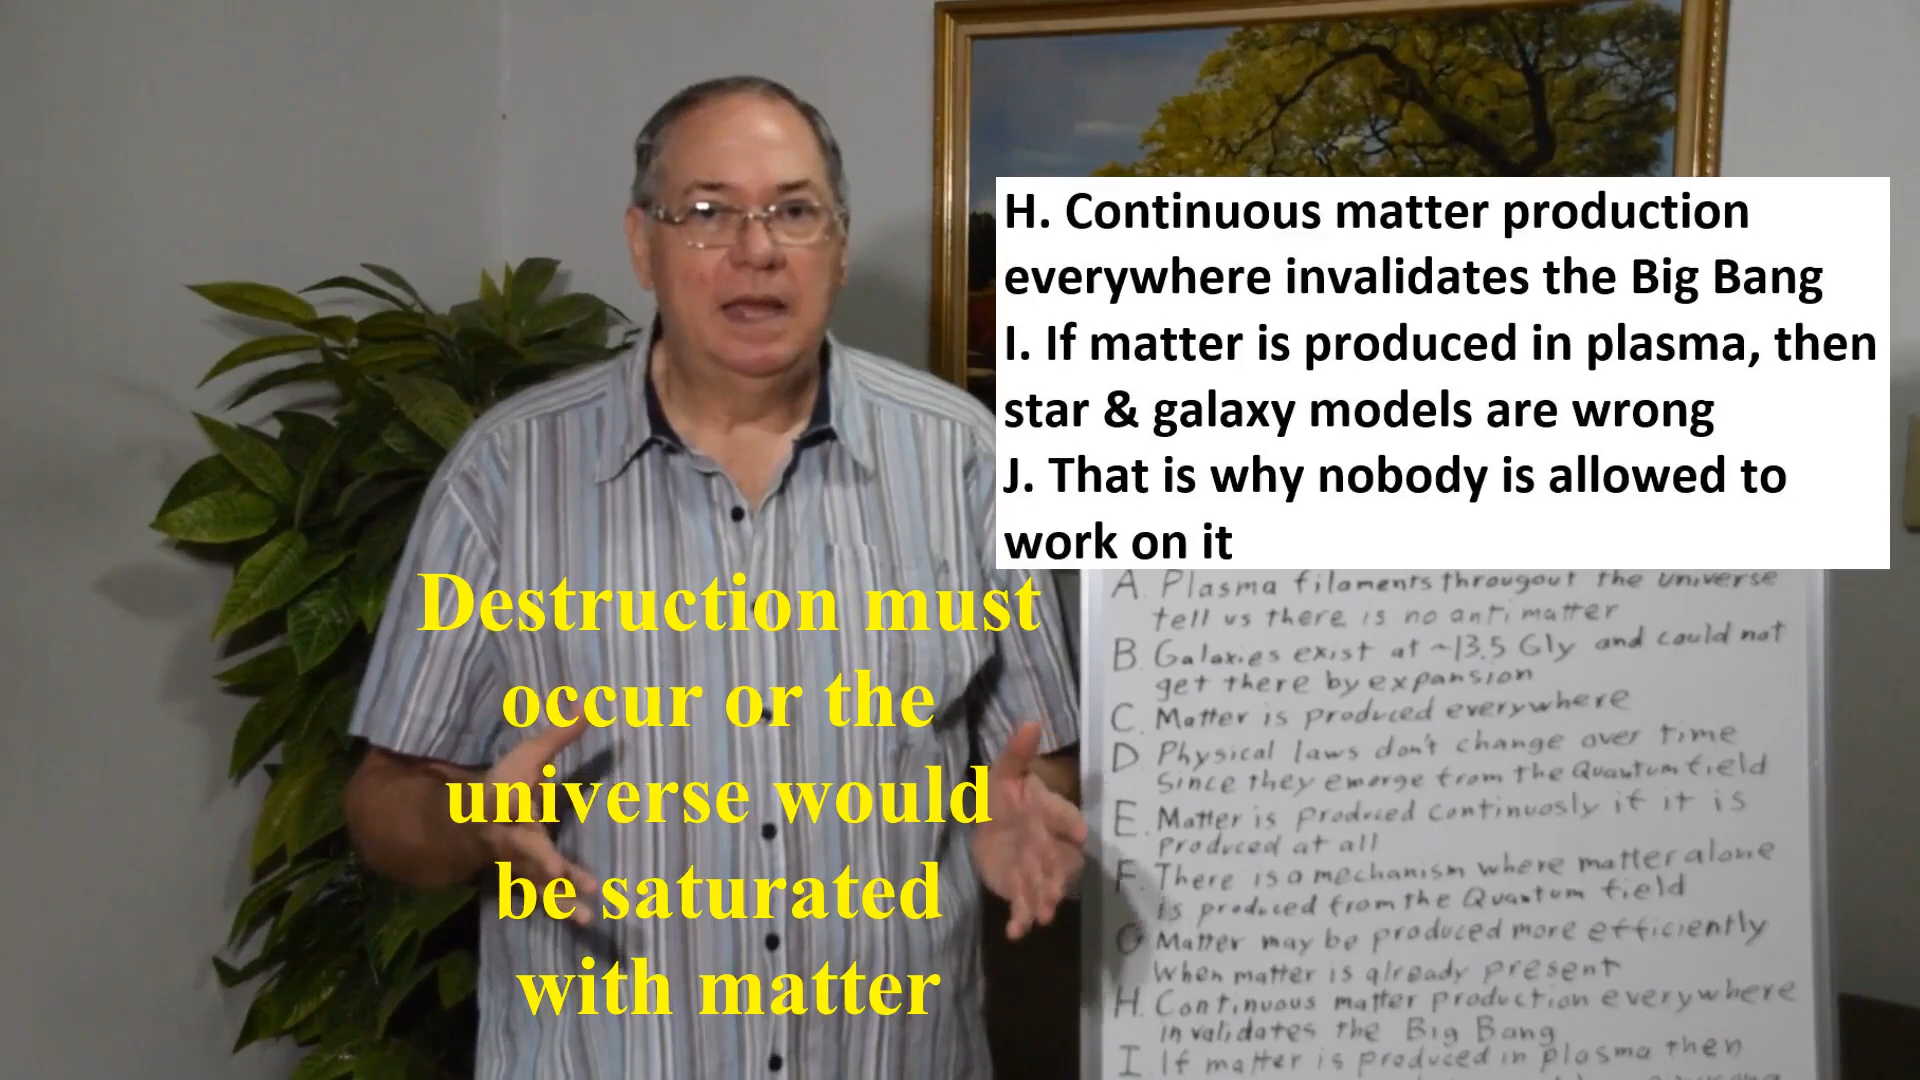 H. Continuous matter production
everywhere invalidates the Big Bang
I. If matter is produced in plasma, then
star & galaxy models are wrong
J. That is why nobody is allowed to
work on it
Destruction must
occur or the
universe would
be saturated
with matter
A. Plasma filaments througout the universe
tell us there is no anti matter
B. Galaxies exist at ~13.5 Gly and could not
get there by expansion
C. Matter is produced everywhere
D. Physical laws don't change over time
Since they emerge from the Quantum field
E. Matter is produced continuosly if it is
produced at all
F. There is a mechanism where matter alone
is produced from the Quantum field
G Matter may be produced more efficiently
when matter is already present
H. Continuous matter production everywhere
invalidates the Big Bang
I. If matter is produced in plasma then